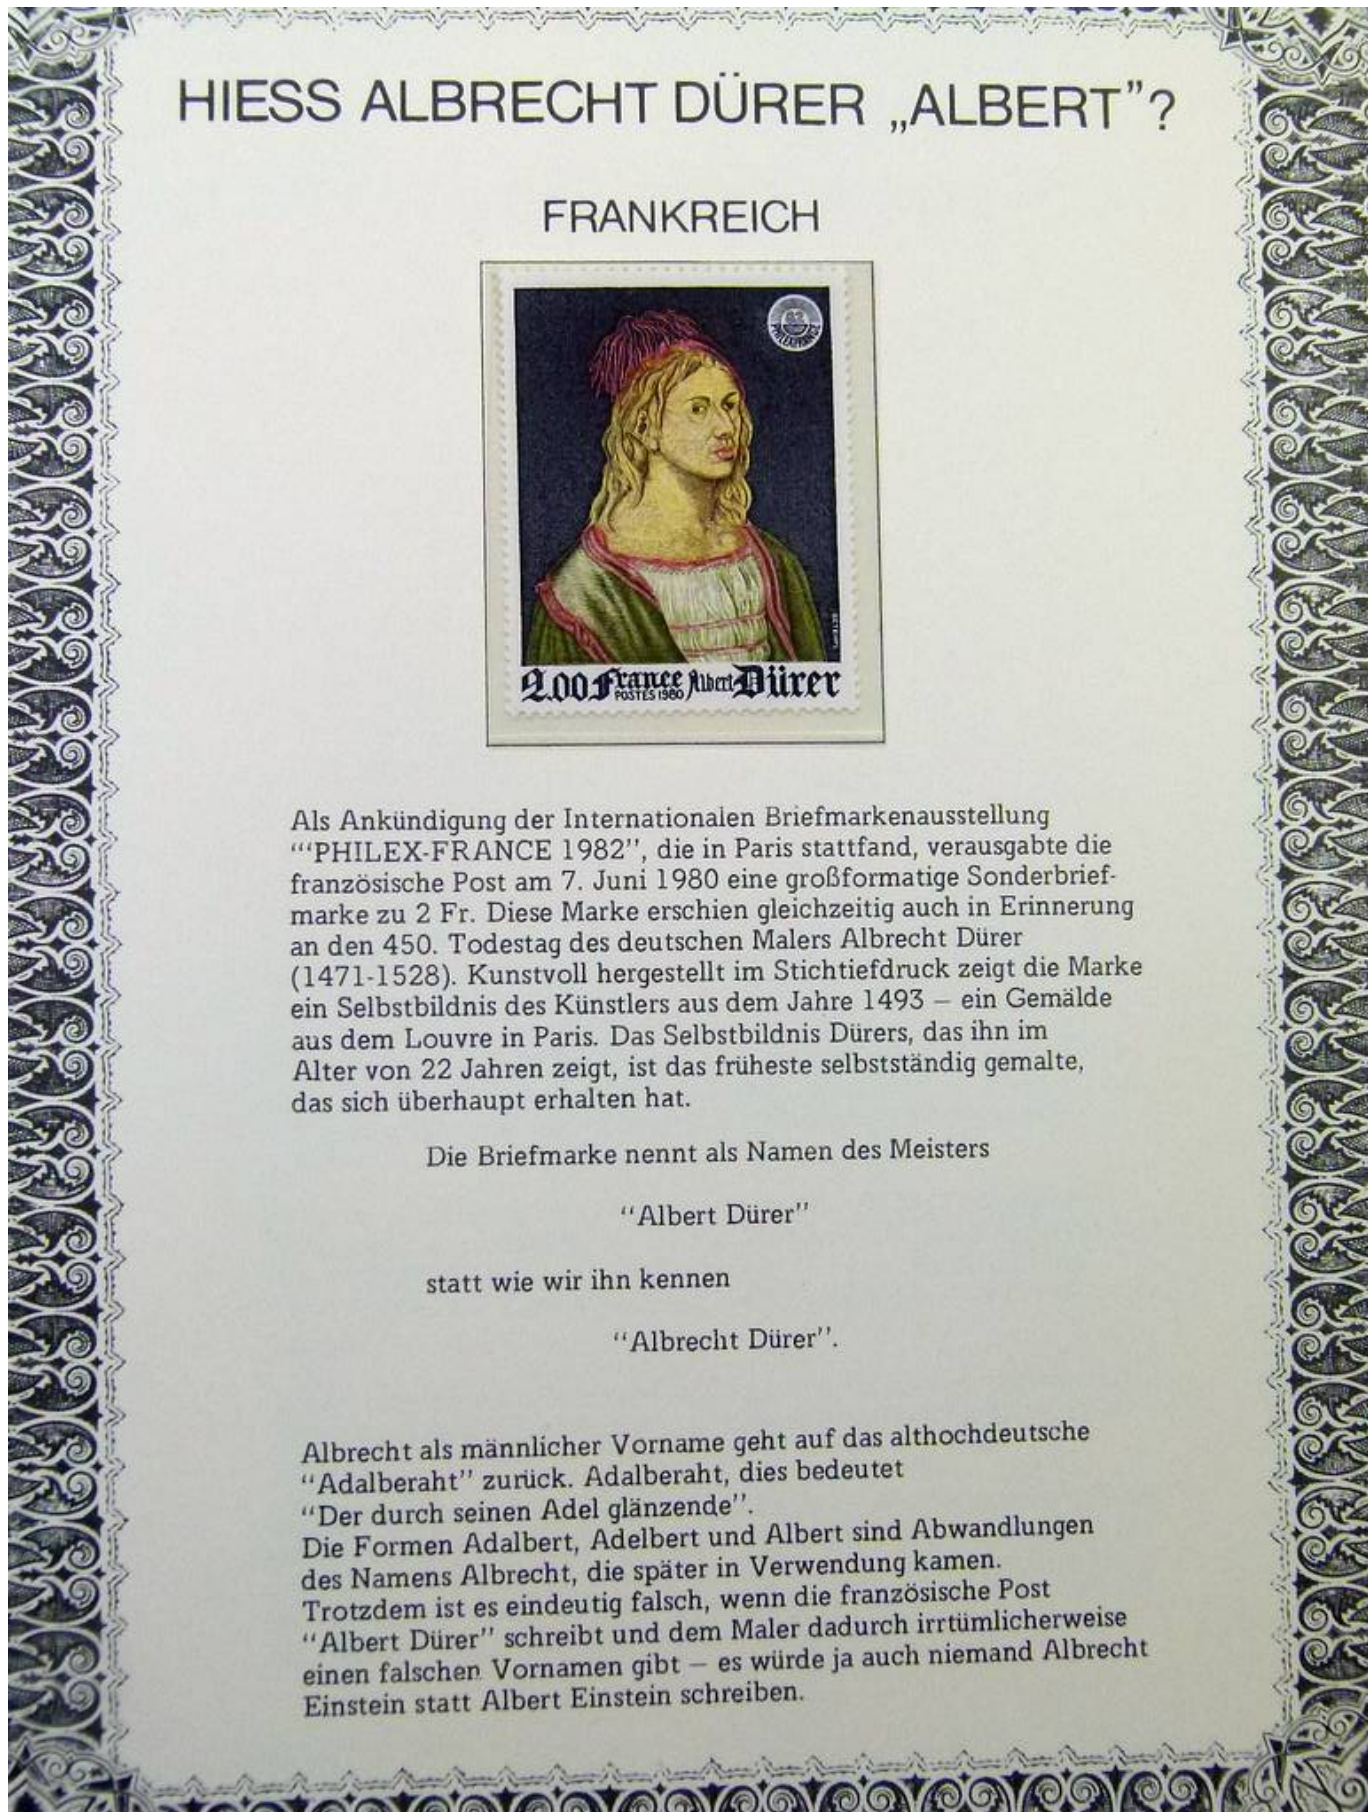 HIESS ALBRECHT DÜRER „ALBERT”?
FRANKREICH
82
PHILEXFRANCE
2.00 France Albert Dürer
POSTES 1980
Als Ankündigung der Internationalen Briefmarkenausstellung
“‘PHILEX-FRANCE 1982”, die in Paris stattfand, verausgabte die
französische Post am 7. Juni 1980 eine großformatige Sonderbrief-
marke zu 2 Fr. Diese Marke erschien gleichzeitig auch in Erinnerung
an den 450. Todestag des deutschen Malers Albrecht Dürer
(1471-1528). Kunstvoll hergestellt im Stichtiefdruck zeigt die Marke
ein Selbstbildnis des Künstlers aus dem Jahre 1493 – ein Gemälde
aus dem Louvre in Paris. Das Selbstbildnis Dürers, das ihn im
Alter von 22 Jahren zeigt, ist das früheste selbstständig gemalte,
das sich überhaupt erhalten hat.
Die Briefmarke nennt als Namen des Meisters
“Albert Dürer”
statt wie wir ihn kennen
“Albrecht Dürer”.
Albrecht als männlicher Vorname geht auf das althochdeutsche
“Adalberaht” zurück. Adalberaht, dies bedeutet
“Der durch seinen Adel glänzende”.
Die Formen Adalbert, Adelbert und Albert sind Abwandlungen
des Namens Albrecht, die später in Verwendung kamen.
Trotzdem ist es eindeutig falsch, wenn die französische Post
“Albert Dürer” schreibt und dem Maler dadurch irrtümlicherweise
einen falschen Vornamen gibt – es würde ja auch niemand Albrecht
Einstein statt Albert Einstein schreiben.